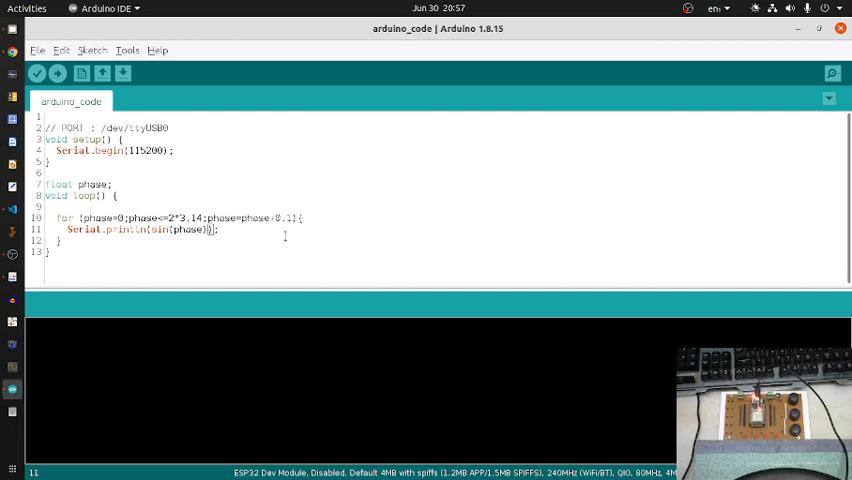 Activities Arduino IDE Jun 30 20:57 en
arduino_code | Arduino 1.8.15
File Edit Sketch Tools Help
arduino_code
1
2 // PORT : /dev/ttyUSB0
3 void setup() {
4 Serial.begin(115200);
5 }
6
7 float phase;
8 void loop() {
9
10 for (phase=0;phase<=2*3.14;phase=phase+0.1){
11 Serial.println(sin(phase));
12 }
13 }
11 ESP32 Dev Module, Disabled, Default 4MB with spiffs (1.2MB APP/1.5MB SPIFFS), 240MHz (WiFi/BT), QIO, 80MHz, 4M